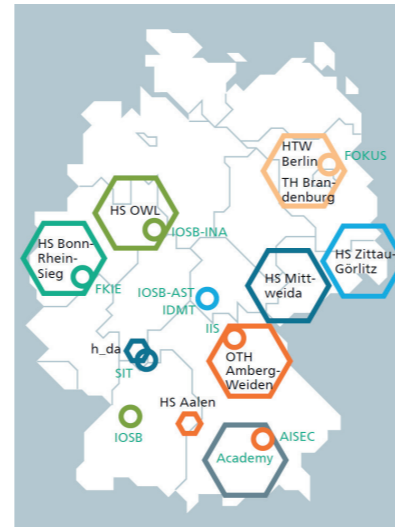 HTW
Berlin
FOKUS
TH Bran-
denburg
HS OWL
IOSB-INA
HS Bonn-
Rhein-
Sieg
FKIE
HS Zittau-
Görlitz
HS Mitt-
weida
IOSB-AST
IDMT
IIS
h_da
SIT
OTH
Amberg-
Weiden
HS Aalen
IOSB
AISEC
Academy